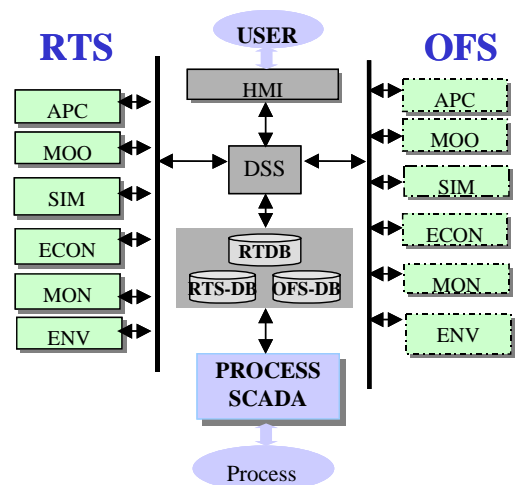 RTS
USER
OFS
HMI
DSS
APC
MOO
SIM
ECON
MON
ENV
RTDB
RTS-DB
OFS-DB
PROCESS
SCADA
Process
APC
MOO
SIM
ECON
MON
ENV